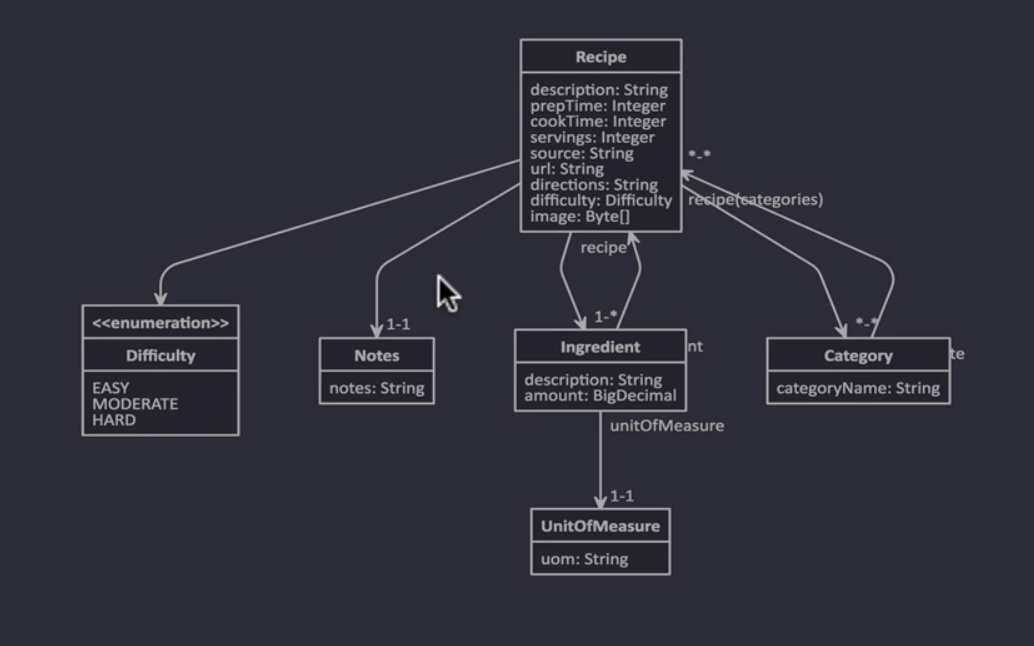 Recipe
description: String
prepTime: Integer
cookTime: Integer
servings: Integer
source: String
url: String
directions: String
difficulty: Difficulty
image: Byte[]
*-*
recipe(categories)
recipe
<<enumeration>>
Difficulty
EASY
MODERATE
HARD
1-1
Notes
notes: String
1-*
Ingredient
nt
description: String
amount: BigDecimal
*-*
Category
te
categoryName: String
unitOfMeasure
1-1
UnitOfMeasure
uom: String